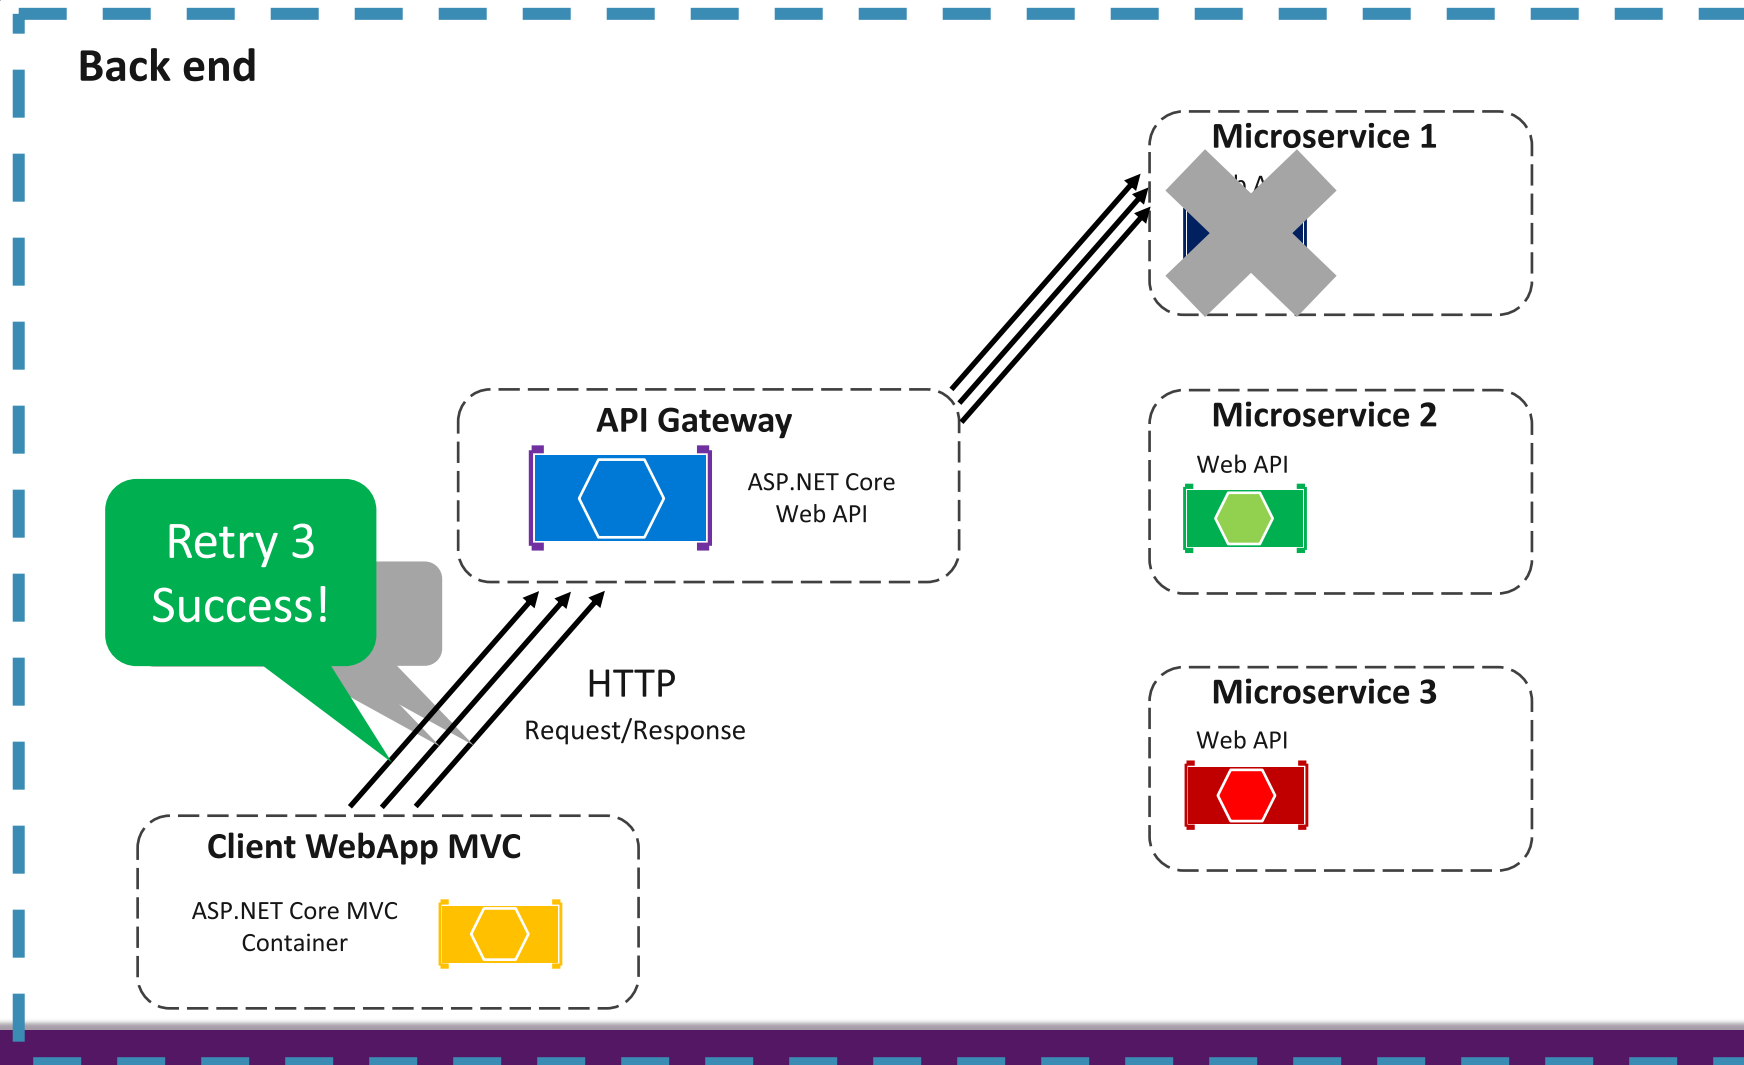 Back end
Microservice 1
API Gateway
ASP.NET Core
Web API
Microservice 2
Web API
Retry 3
Success!
HTTP
Request/Response
Microservice 3
Web API
Client WebApp MVC
ASP.NET Core MVC
Container